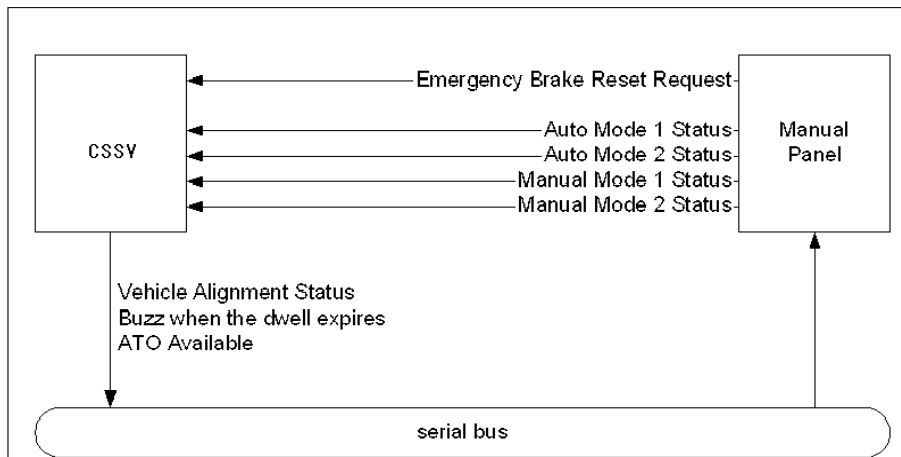 Emergency Brake Reset Request
CSSV
Auto Mode 1 Status
Auto Mode 2 Status
Manual Mode 1 Status
Manual Mode 2 Status
Manual
Panel
Vehicle Alignment Status
Buzz when the dwell expires
ATO Available
serial bus